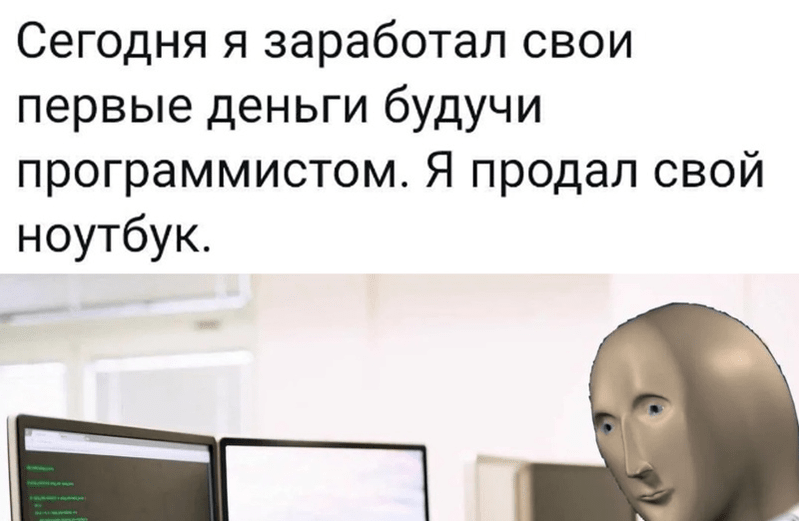 Сегодня я заработал свои
первые деньги будучи
программистом. Я продал свой
ноутбук.